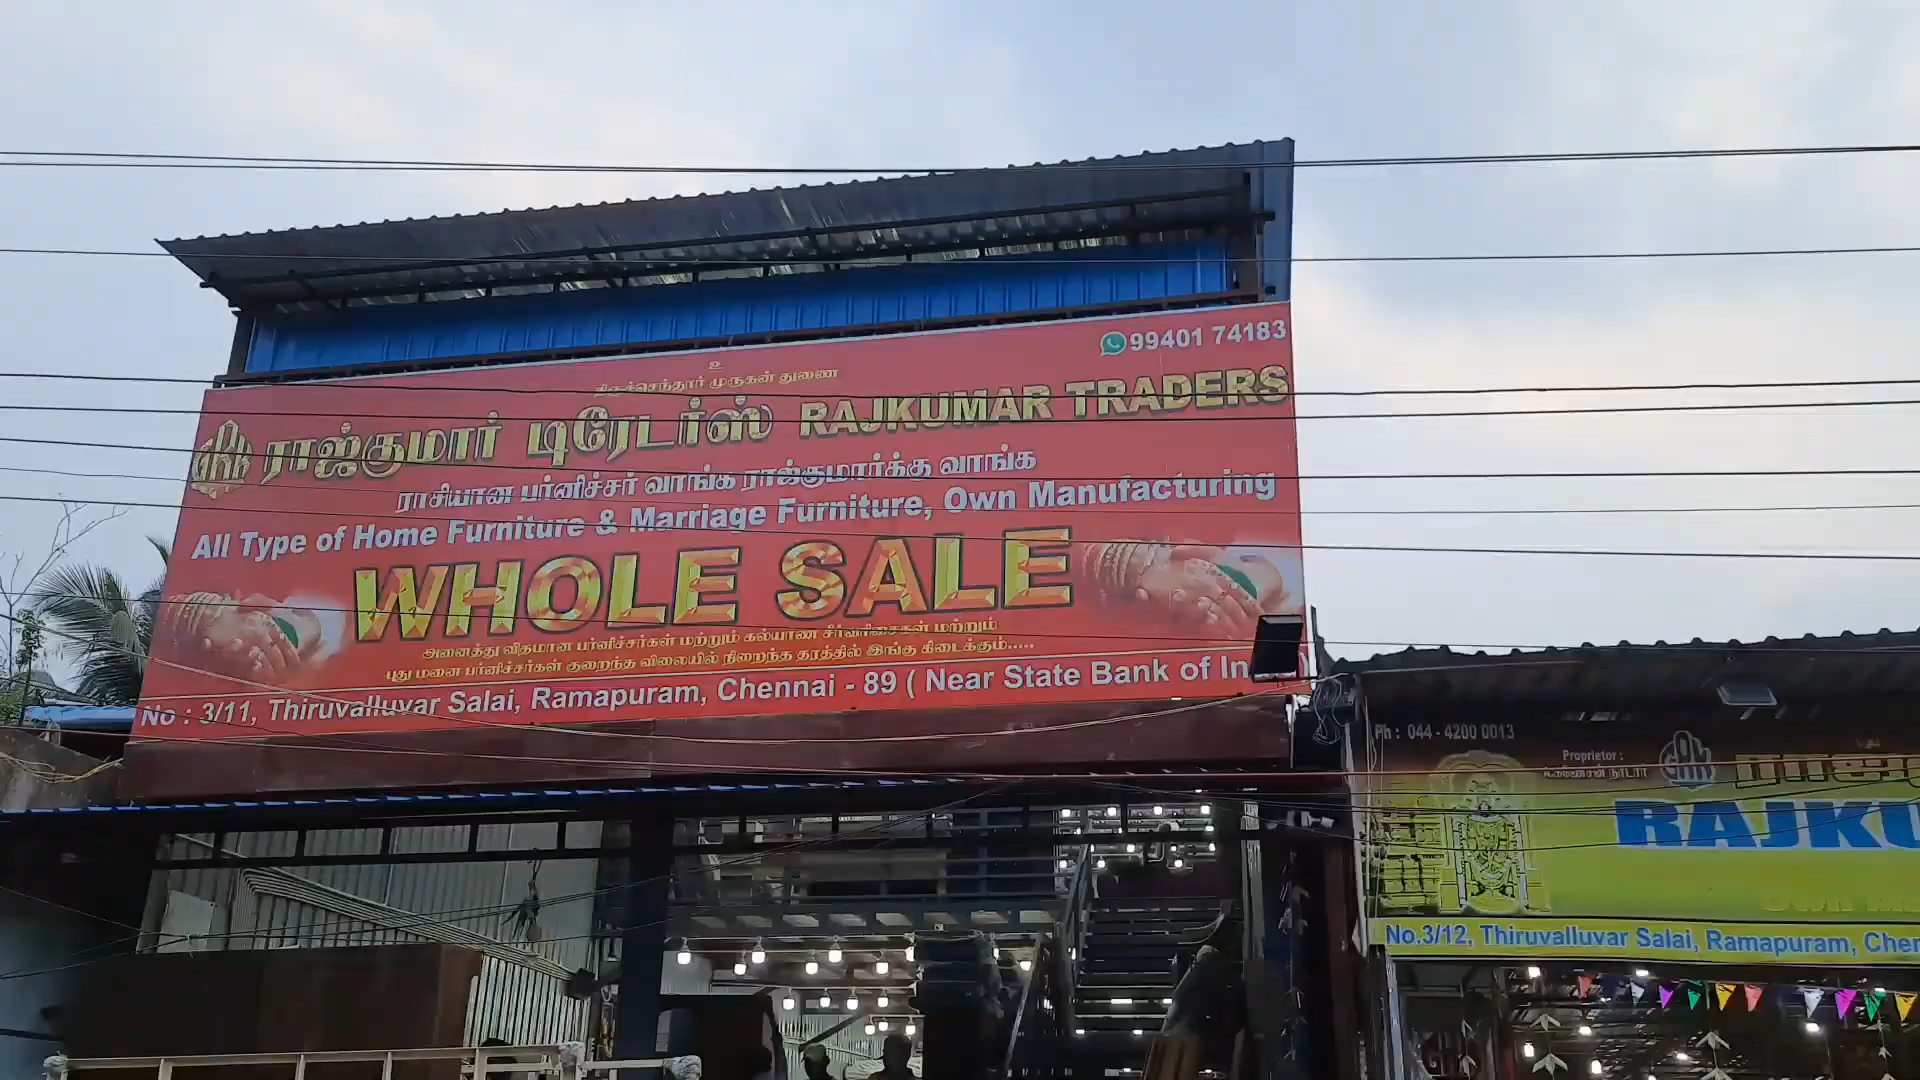 உ
திருச்செந்தூர் முருகன் துணை
99401 74183
ராஜ்குமார் டிரேடர்ஸ் RAJKUMAR TRADERS
ராசியான பர்னிச்சர் வாங்க ராஜ்குமார்க்கு வாங்க
All Type of Home Furniture & Marriage Furniture, Own Manufacturing
WHOLE SALE
அனைத்து விதமான பர்னிச்சர்கள் மற்றும் கல்யாண சீர்வரிசைகள் மற்றும்
புது மனை பர்னிச்சர்கள் குறைந்த விலையில் நிறைந்த தரத்தில் இங்கு கிடைக்கும்.....
No : 3/11, Thiruvalluvar Salai, Ramapuram, Chennai - 89 ( Near State Bank of In
Ph : 044 - 4200 0013
Proprietor :
GRK
RAJKU
No.3/12, Thiruvalluvar Salai, Ramapuram, Chen